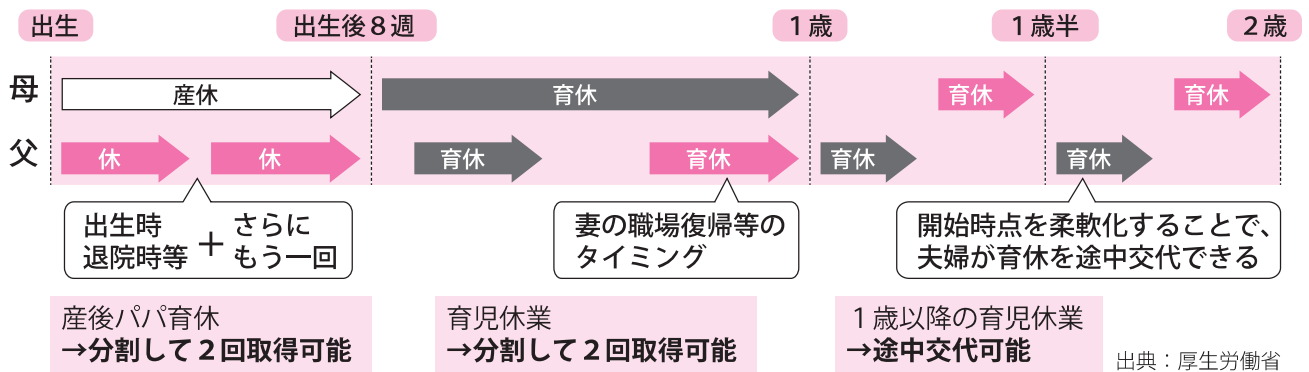 出生
出生後８週
１歳
１歳半
２歳
母
産休
育休
育休
育休
父
休
休
育休
育休
育休
育休
出生時
退院時等
＋
さらに
もう一回
妻の職場復帰等の
タイミング
開始時点を柔軟化することで、
夫婦が育休を途中交代できる
産後パパ育休
→分割して２回取得可能
育児休業
→分割して２回取得可能
１歳以降の育児休業
→途中交代可能
出典：厚生労働省